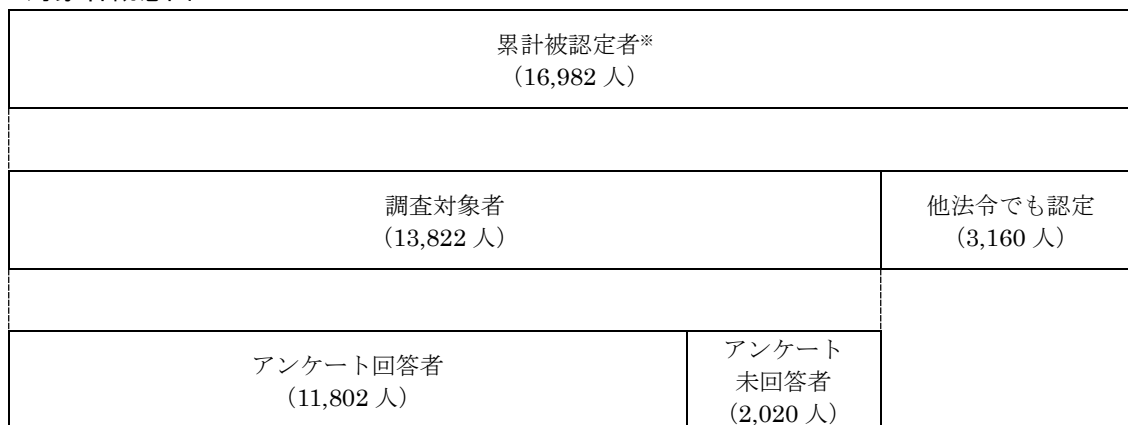 累計被認定者※
（16,982 人）
調査対象者
（13,822 人）
他法令でも認定
（3,160 人）
アンケート回答者
（11,802 人）
アンケート
未回答者
（2,020 人）